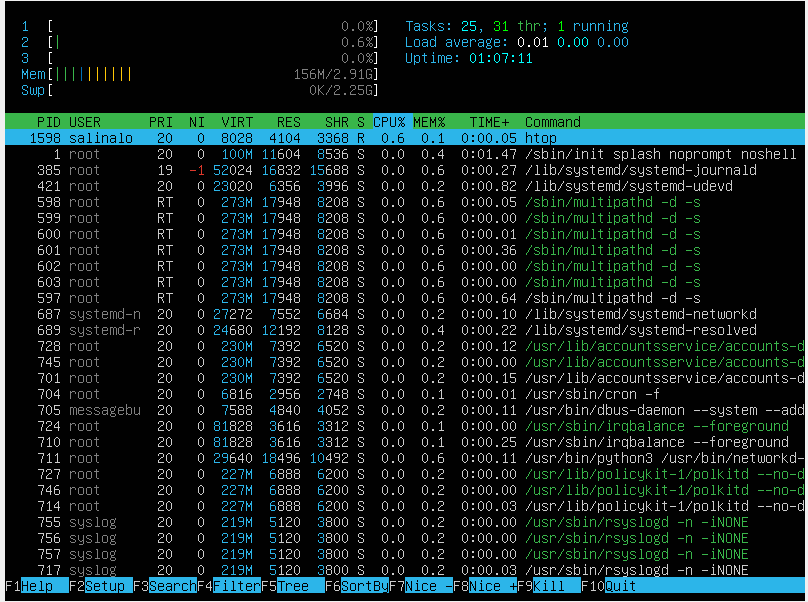 1 [ 0.0%] Tasks: 25, 31 thr; 1 running
2 [| 0.6%] Load average: 0.01 0.00 0.00
3 [ 0.0%] Uptime: 01:07:11
Mem[|||||||||| 156M/2.91G]
Swp[ 0K/2.25G]
PID USER PRI NI VIRT RES SHR S CPU% MEM% TIME+ Command
1598 salinalo 20 0 8028 4104 3368 R 0.6 0.1 0:00.05 htop
1 root 20 0 100M 11604 8536 S 0.0 0.4 0:01.47 /sbin/init splash noprompt noshell
385 root 19 -1 52024 16832 15688 S 0.0 0.6 0:00.27 /lib/systemd/systemd-journald
421 root 20 0 23020 6356 3996 S 0.0 0.2 0:00.82 /lib/systemd/systemd-udevd
598 root RT 0 273M 17948 8208 S 0.0 0.6 0:00.05 /sbin/multipathd -d -s
599 root RT 0 273M 17948 8208 S 0.0 0.6 0:00.00 /sbin/multipathd -d -s
600 root RT 0 273M 17948 8208 S 0.0 0.6 0:00.01 /sbin/multipathd -d -s
601 root RT 0 273M 17948 8208 S 0.0 0.6 0:00.36 /sbin/multipathd -d -s
602 root RT 0 273M 17948 8208 S 0.0 0.6 0:00.00 /sbin/multipathd -d -s
603 root RT 0 273M 17948 8208 S 0.0 0.6 0:00.00 /sbin/multipathd -d -s
597 root RT 0 273M 17948 8208 S 0.0 0.6 0:00.64 /sbin/multipathd -d -s
687 systemd-n 20 0 27272 7552 6684 S 0.0 0.2 0:00.10 /lib/systemd/systemd-networkd
689 systemd-r 20 0 24680 12192 8128 S 0.0 0.4 0:00.22 /lib/systemd/systemd-resolved
728 root 20 0 230M 7392 6520 S 0.0 0.2 0:00.12 /usr/lib/accountsservice/accounts-d
745 root 20 0 230M 7392 6520 S 0.0 0.2 0:00.00 /usr/lib/accountsservice/accounts-d
701 root 20 0 230M 7392 6520 S 0.0 0.2 0:00.15 /usr/lib/accountsservice/accounts-d
704 root 20 0 6816 2956 2748 S 0.0 0.1 0:00.01 /usr/sbin/cron -f
705 messagebu 20 0 7588 4840 4052 S 0.0 0.2 0:00.11 /usr/bin/dbus-daemon --system --add
724 root 20 0 81828 3616 3312 S 0.0 0.1 0:00.00 /usr/sbin/irqbalance --foreground
710 root 20 0 81828 3616 3312 S 0.0 0.1 0:00.25 /usr/sbin/irqbalance --foreground
711 root 20 0 29640 18496 10492 S 0.0 0.6 0:00.11 /usr/bin/python3 /usr/bin/networkd-
727 root 20 0 227M 6888 6200 S 0.0 0.2 0:00.00 /usr/lib/policykit-1/polkitd --no-d
746 root 20 0 227M 6888 6200 S 0.0 0.2 0:00.00 /usr/lib/policykit-1/polkitd --no-d
714 root 20 0 227M 6888 6200 S 0.0 0.2 0:00.03 /usr/lib/policykit-1/polkitd --no-d
755 syslog 20 0 219M 5120 3800 S 0.0 0.2 0:00.00 /usr/sbin/rsyslogd -n -iNONE
756 syslog 20 0 219M 5120 3800 S 0.0 0.2 0:00.00 /usr/sbin/rsyslogd -n -iNONE
757 syslog 20 0 219M 5120 3800 S 0.0 0.2 0:00.00 /usr/sbin/rsyslogd -n -iNONE
717 syslog 20 0 219M 5120 3800 S 0.0 0.2 0:00.03 /usr/sbin/rsyslogd -n -iNONE
F1Help F2Setup F3SearchF4FilterF5Tree F6SortByF7Nice -F8Nice +F9Kill F10Quit